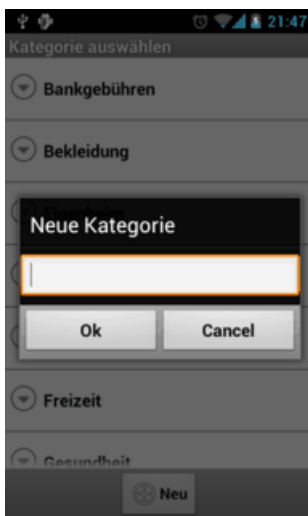 21:47
Kategorie auswählen
Bankgebühren
Bekleidung
Neue Kategorie
Ok Cancel
Freizeit
Gesundheit
Neu